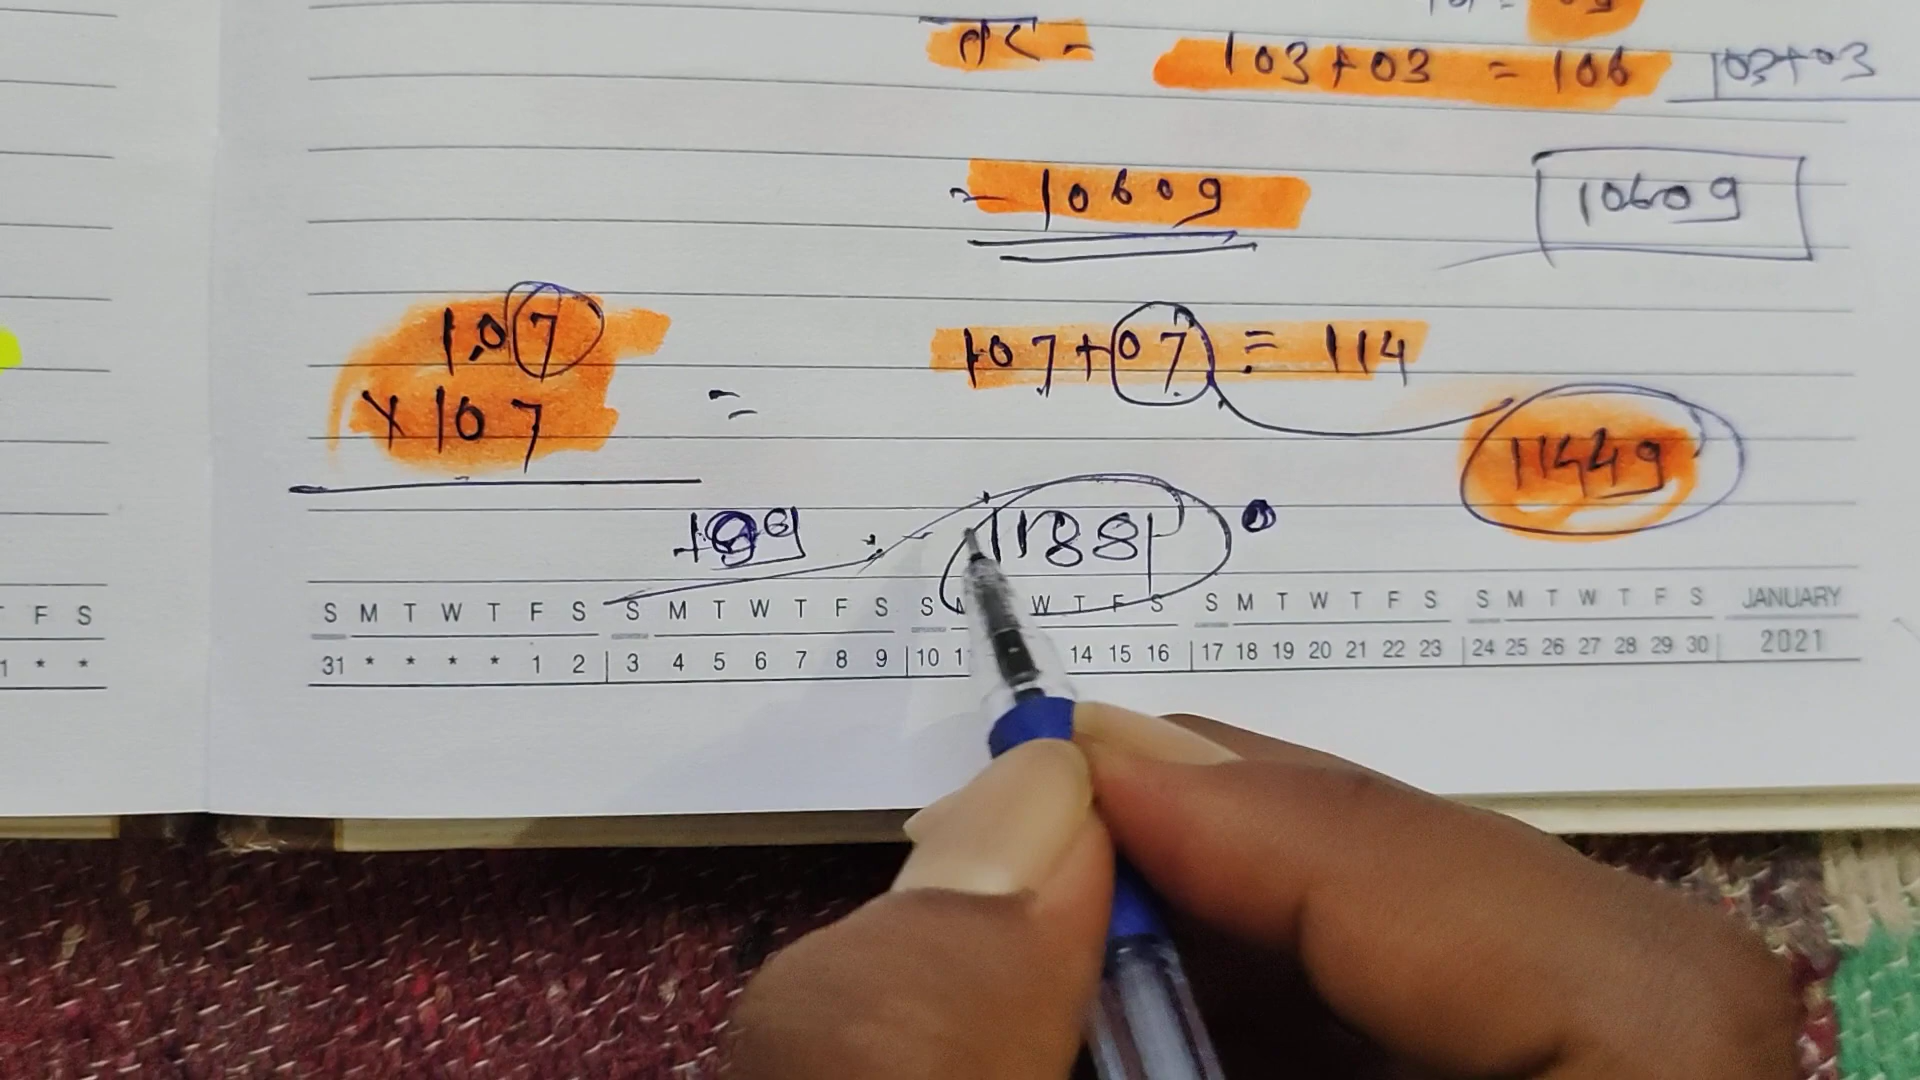 103+03 = 106 103+03
= 10609 10609
107
107+07 = 114
×107 =
11449
11881
S M T W T F S S M T W T F S S W T F S S M T W T F S S M T W T F S JANUARY
31 * * * * 1 2 3 4 5 6 7 8 9 10 14 15 16 17 18 19 20 21 22 23 24 25 26 27 28 29 30 2021
F S
* *